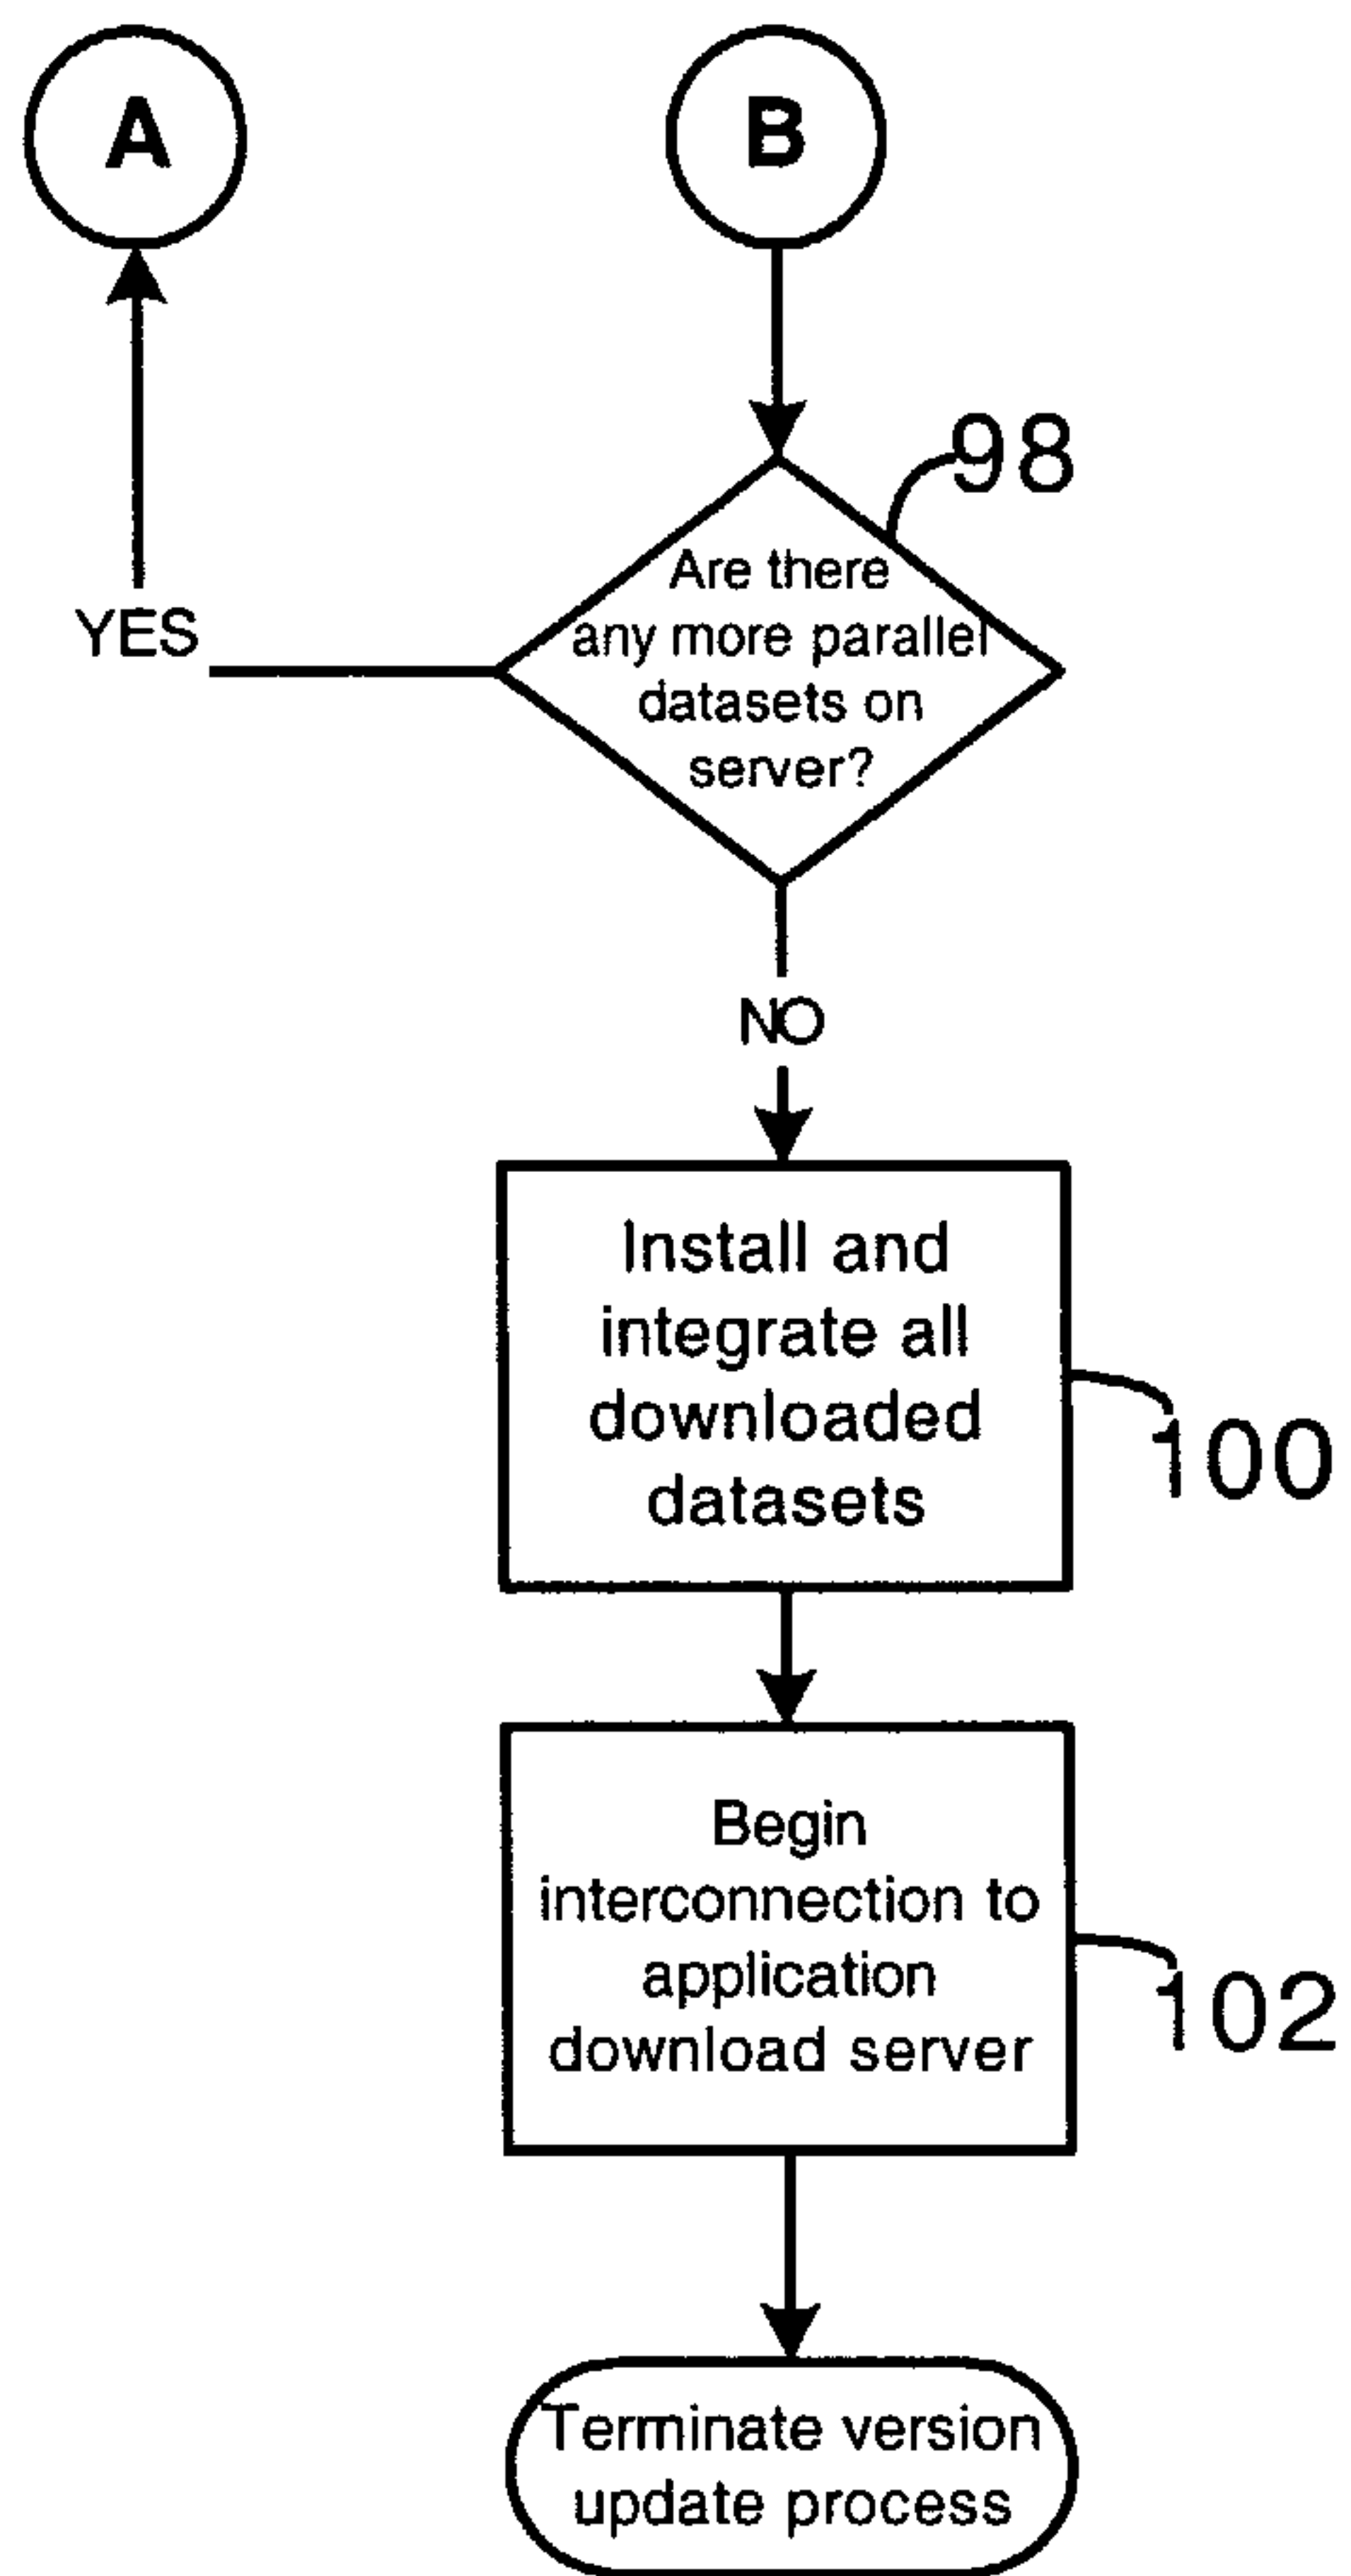 A
B
98
Are there
any more parallel
datasets on
server?
YES
NO
Install and
integrate all
downloaded
datasets
100
Begin
interconnection to
application
download server
102
Terminate version
update process